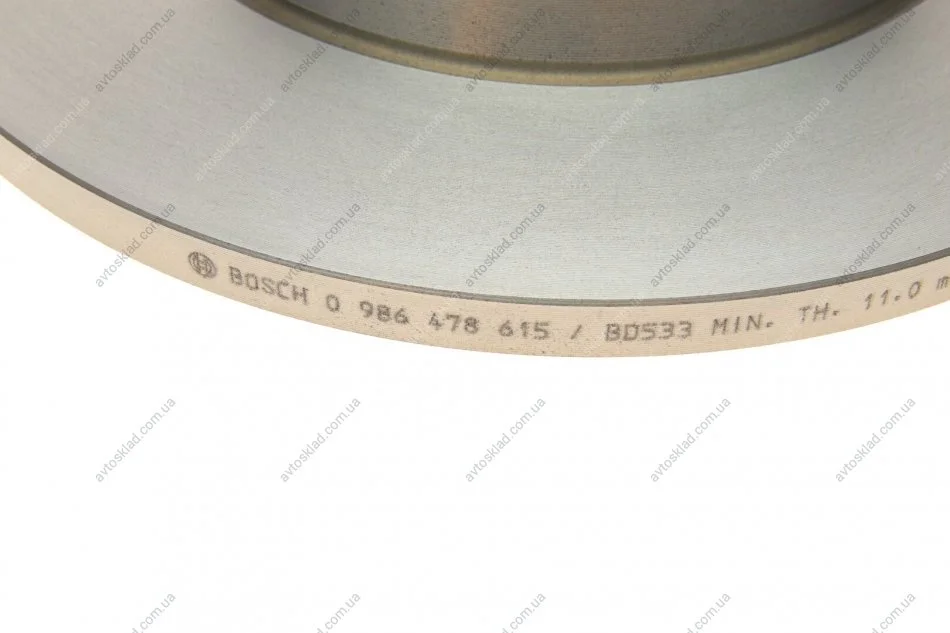 BOSCH 0 986 478 615 / BD533 MIN. TH. 11.0 m
avtosklad.com.ua